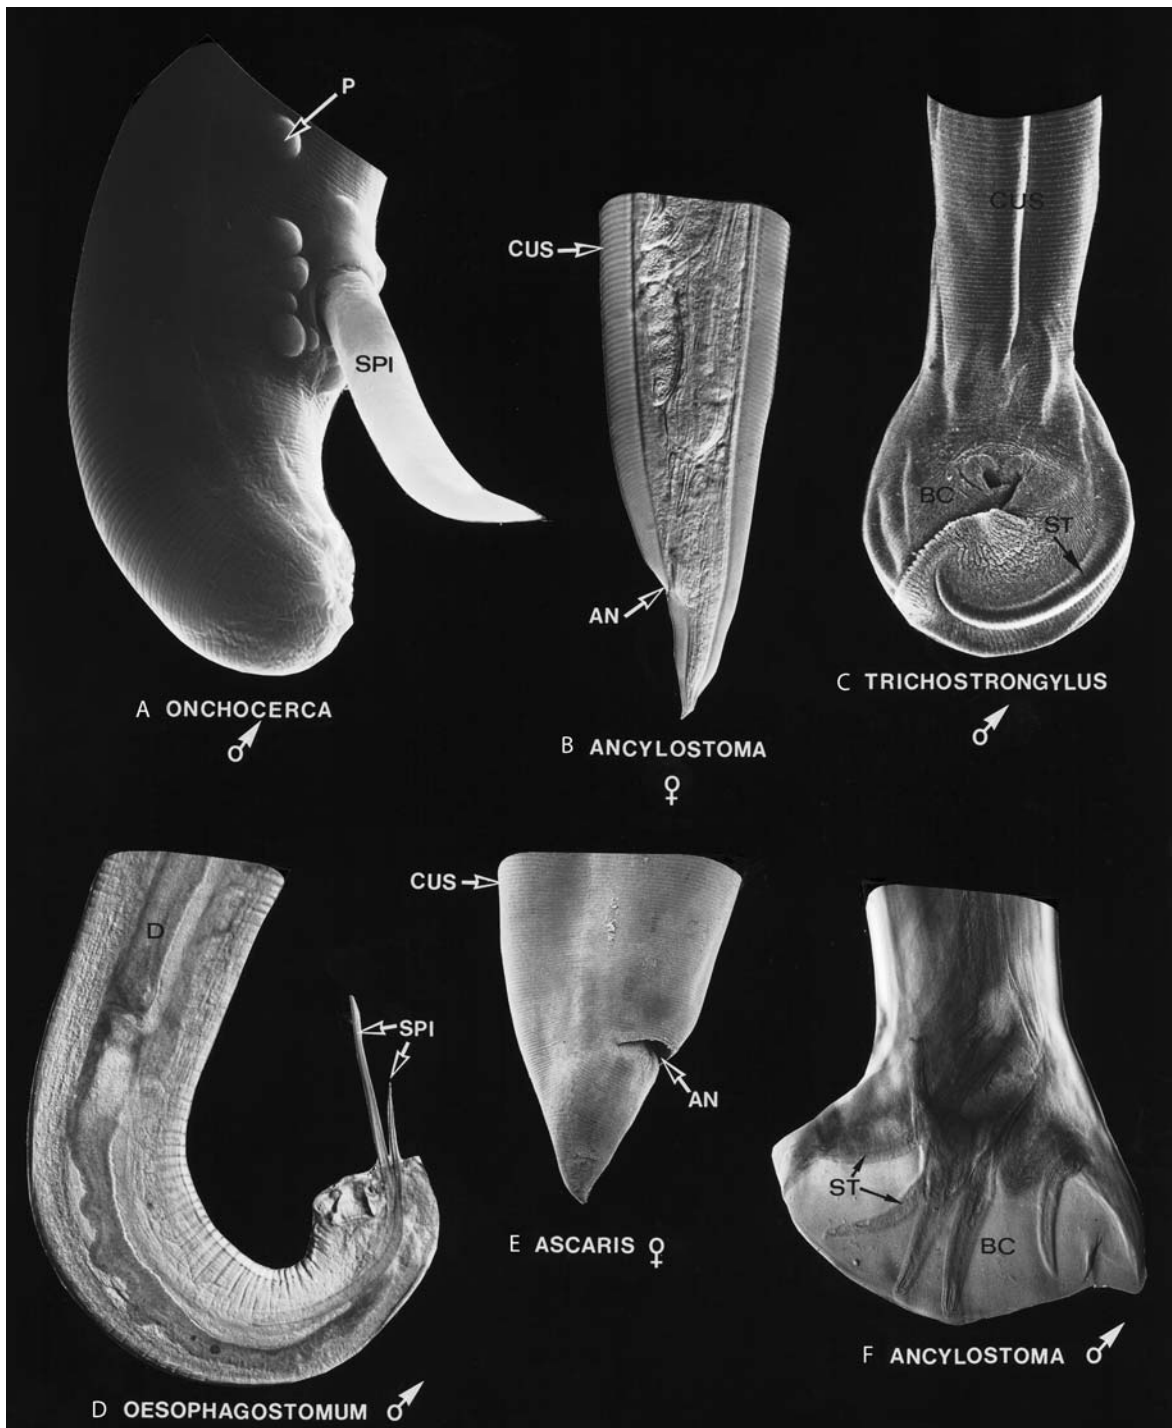 P
SPI
A ONCHOCERCA
♂
CUS
AN
B ANCYLOSTOMA
♀
CUS
BC
ST
C TRICHOSTRONGYLUS
♂
D
SPI
D OESOPHAGOSTOMUM ♂
CUS
AN
E ASCARIS ♀
ST
BC
F ANCYLOSTOMA ♂